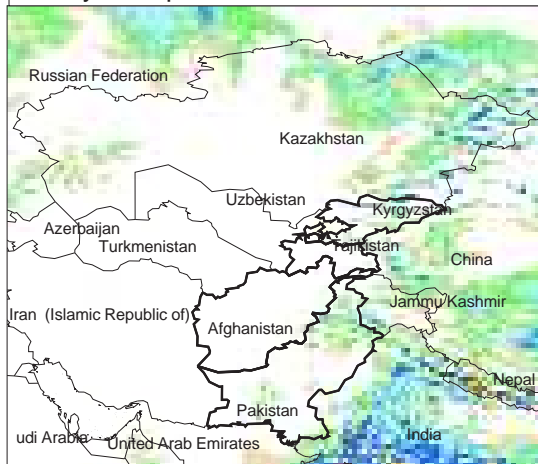 Russian Federation
Kazakhstan
Uzbekistan
Kyrgyzstan
Azerbaijan
Turkmenistan
Tajikistan
China
Jammu Kashmir
Iran (Islamic Republic of)
Afghanistan
Nepal
Pakistan
udi Arabia
United Arab Emirates
India